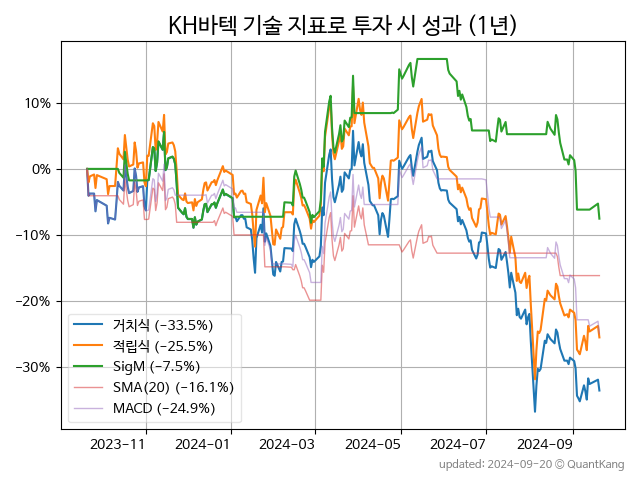 KH바텍 기술 지표로 투자 시 성과 (1년)
10%
0%
−10%
−20%
−30%
거치식 (−33.5%)
적립식 (−25.5%)
SigM (−7.5%)
SMA(20) (−16.1%)
MACD (−24.9%)
2023-11 2024-01 2024-03 2024-05 2024-07 2024-09
updated: 2024-09-20 © QuantKang